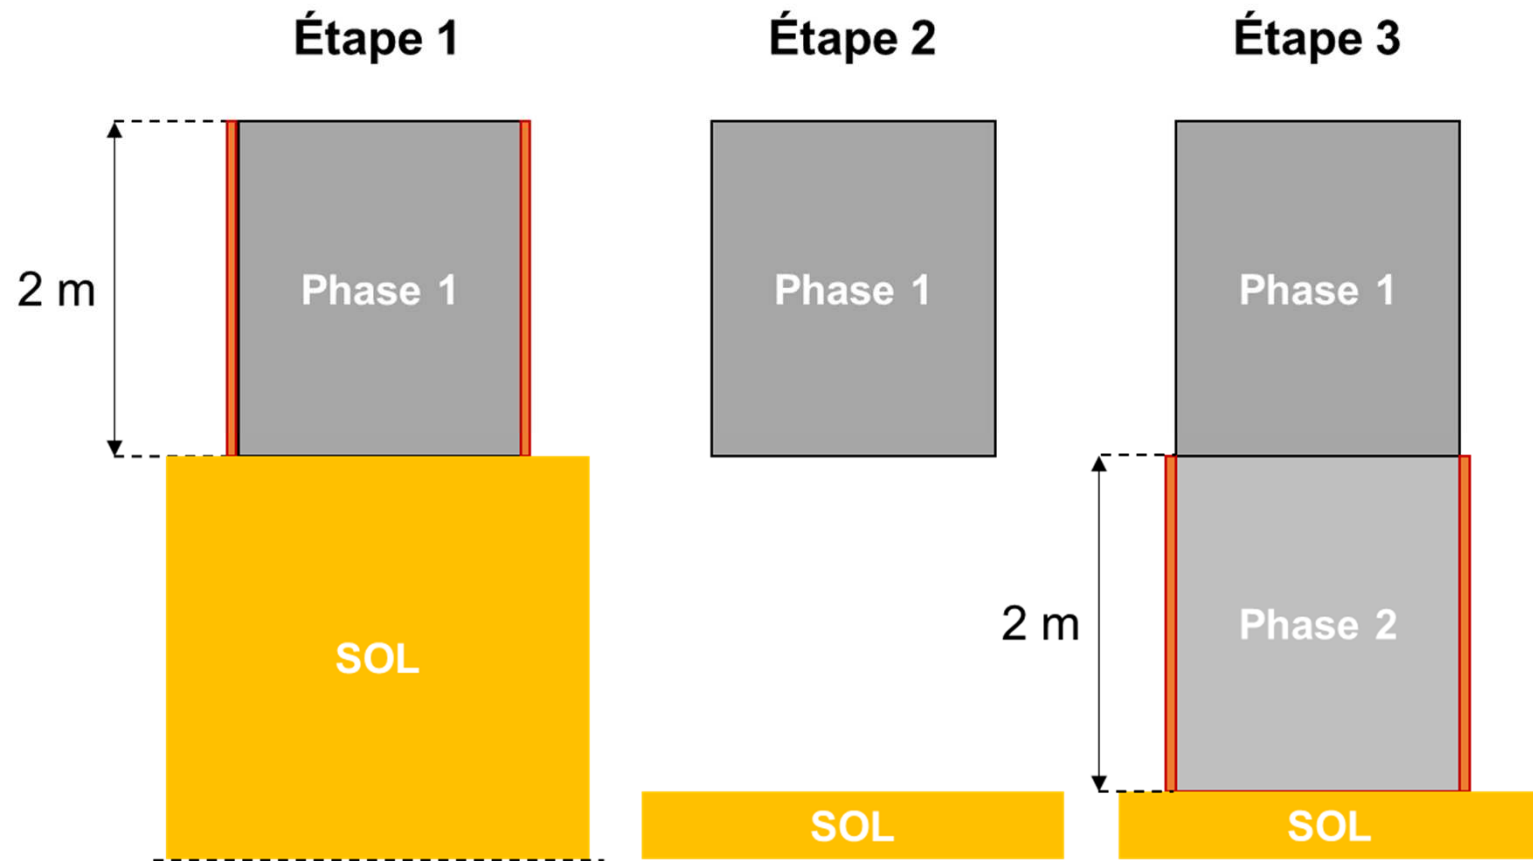 Étape 1
Étape 2
Étape 3
2 m
Phase 1
Phase 1
Phase 1
2 m
Phase 2
SOL
SOL
SOL